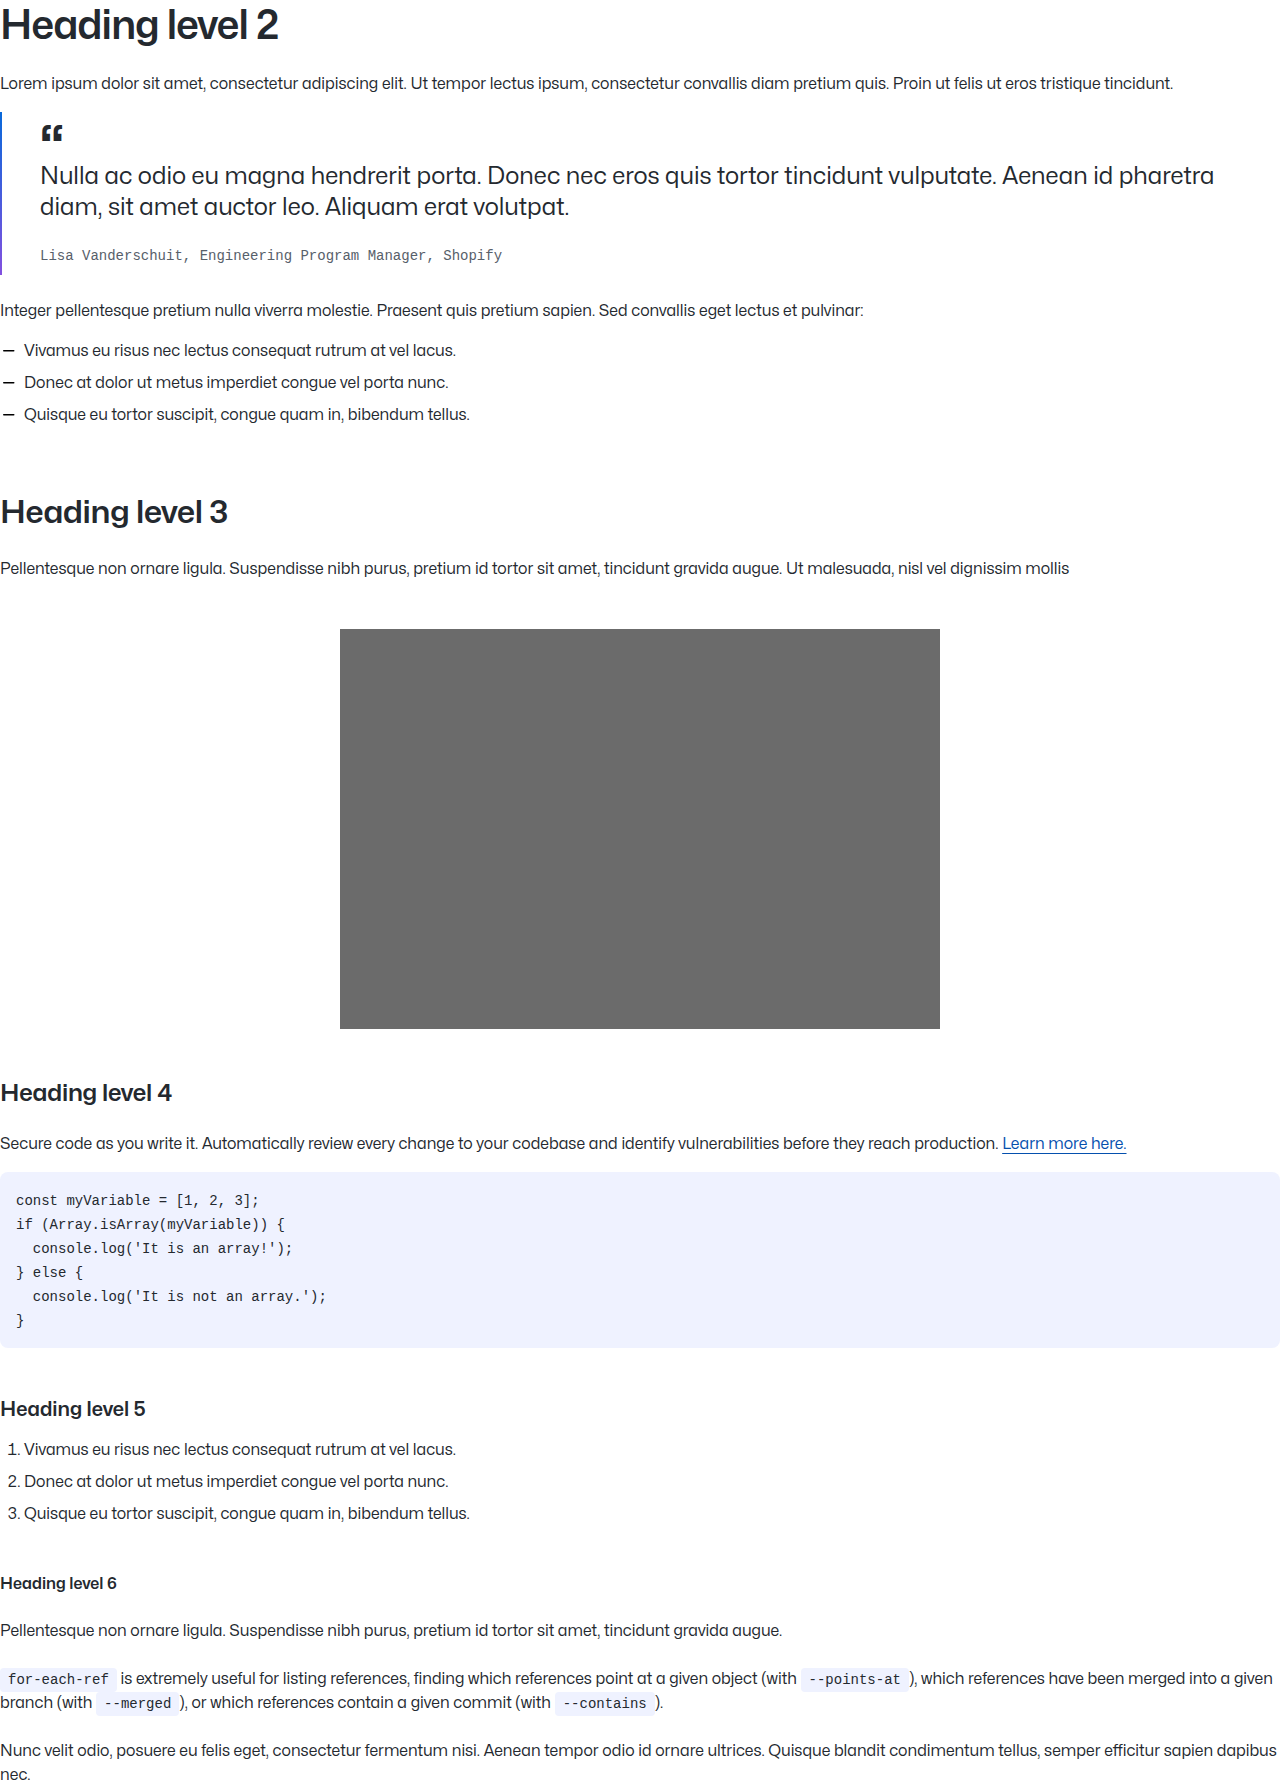 Heading level 2
Lorem ipsum dolor sit amet, consectetur adipiscing elit. Ut tempor lectus ipsum, consectetur convallis diam pretium quis. Proin ut felis ut eros tristique tincidunt.
“
Nulla ac odio eu magna hendrerit porta. Donec nec eros quis tortor tincidunt vulputate. Aenean id pharetra
diam, sit amet auctor leo. Aliquam erat volutpat.
Lisa Vanderschuit, Engineering Program Manager, Shopify
Integer pellentesque pretium nulla viverra molestie. Praesent quis pretium sapien. Sed convallis eget lectus et pulvinar:
— Vivamus eu risus nec lectus consequat rutrum at vel lacus.
— Donec at dolor ut metus imperdiet congue vel porta nunc.
— Quisque eu tortor suscipit, congue quam in, bibendum tellus.
Heading level 3
Pellentesque non ornare ligula. Suspendisse nibh purus, pretium id tortor sit amet, tincidunt gravida augue. Ut malesuada, nisl vel dignissim mollis
Heading level 4
Secure code as you write it. Automatically review every change to your codebase and identify vulnerabilities before they reach production. Learn more here.
const myVariable = [1, 2, 3];
if (Array.isArray(myVariable)) {
  console.log('It is an array!');
} else {
  console.log('It is not an array.');
}
Heading level 5
1. Vivamus eu risus nec lectus consequat rutrum at vel lacus.
2. Donec at dolor ut metus imperdiet congue vel porta nunc.
3. Quisque eu tortor suscipit, congue quam in, bibendum tellus.
Heading level 6
Pellentesque non ornare ligula. Suspendisse nibh purus, pretium id tortor sit amet, tincidunt gravida augue.
for-each-ref is extremely useful for listing references, finding which references point at a given object (with --points-at), which references have been merged into a given
branch (with --merged), or which references contain a given commit (with --contains).
Nunc velit odio, posuere eu felis eget, consectetur fermentum nisi. Aenean tempor odio id ornare ultrices. Quisque blandit condimentum tellus, semper efficitur sapien dapibus
nec.